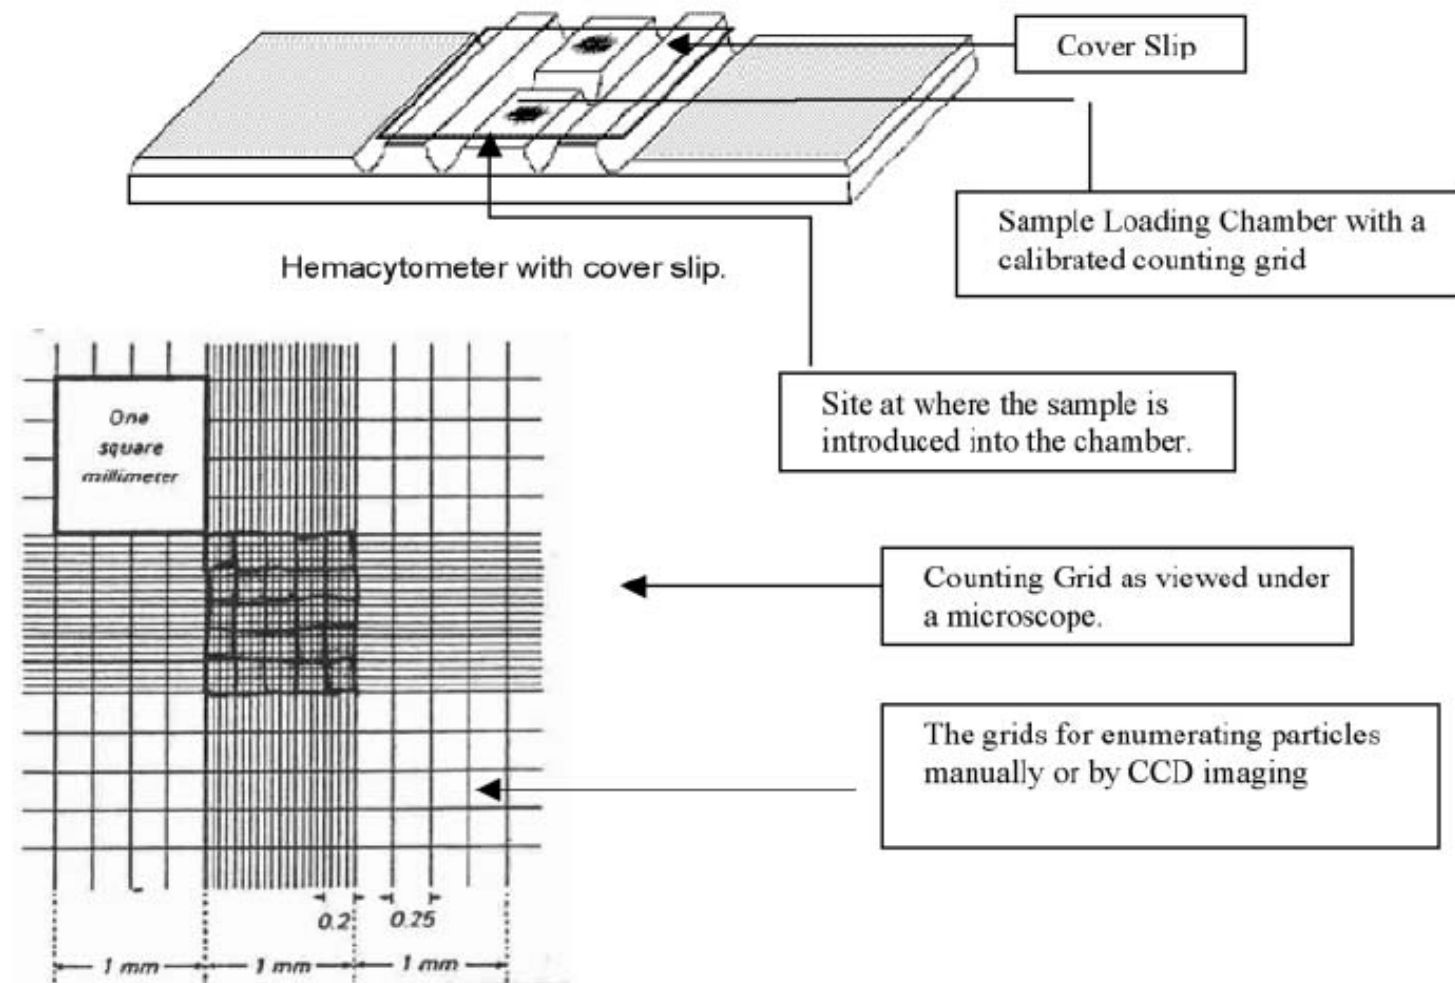 Cover Slip
Sample Loading Chamber with a
calibrated counting grid
Hemacytometer with cover slip.
Site at where the sample is
introduced into the chamber.
One
square
millimeter
Counting Grid as viewed under
a microscope.
The grids for enumerating particles
manually or by CCD imaging
0.2 0.25
1 mm 1 mm 1 mm